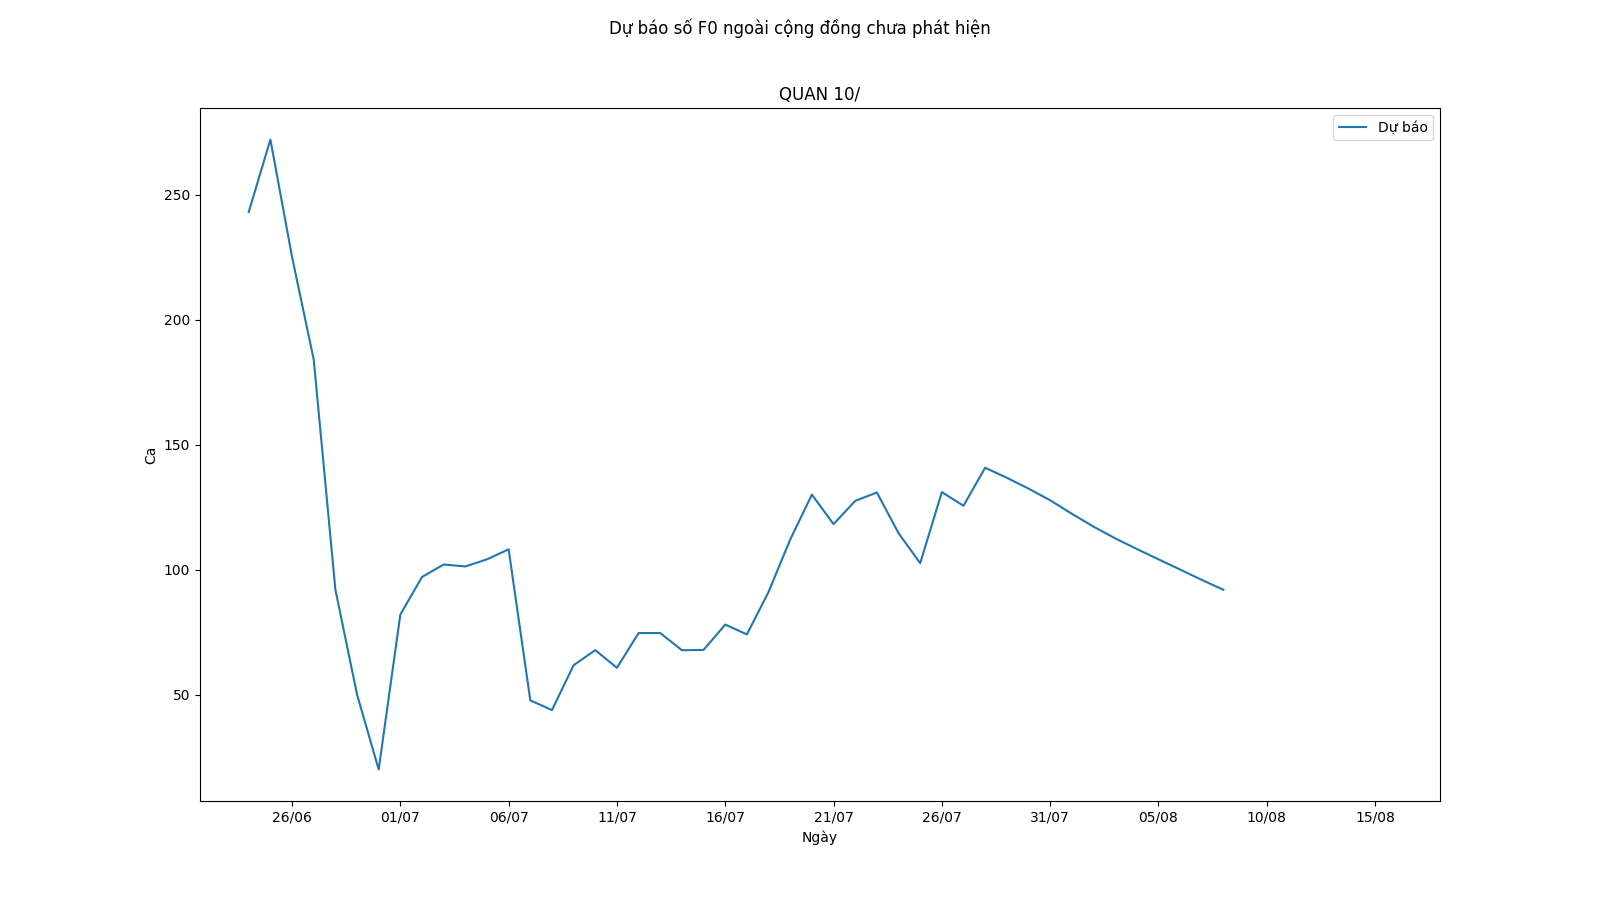 Dự báo số F0 ngoài cộng đồng chưa phát hiện
QUAN 10/
Dự báo
250
200
150
100
50
Ca
26/06 01/07 06/07 11/07 16/07 21/07 26/07 31/07 05/08 10/08 15/08
Ngày